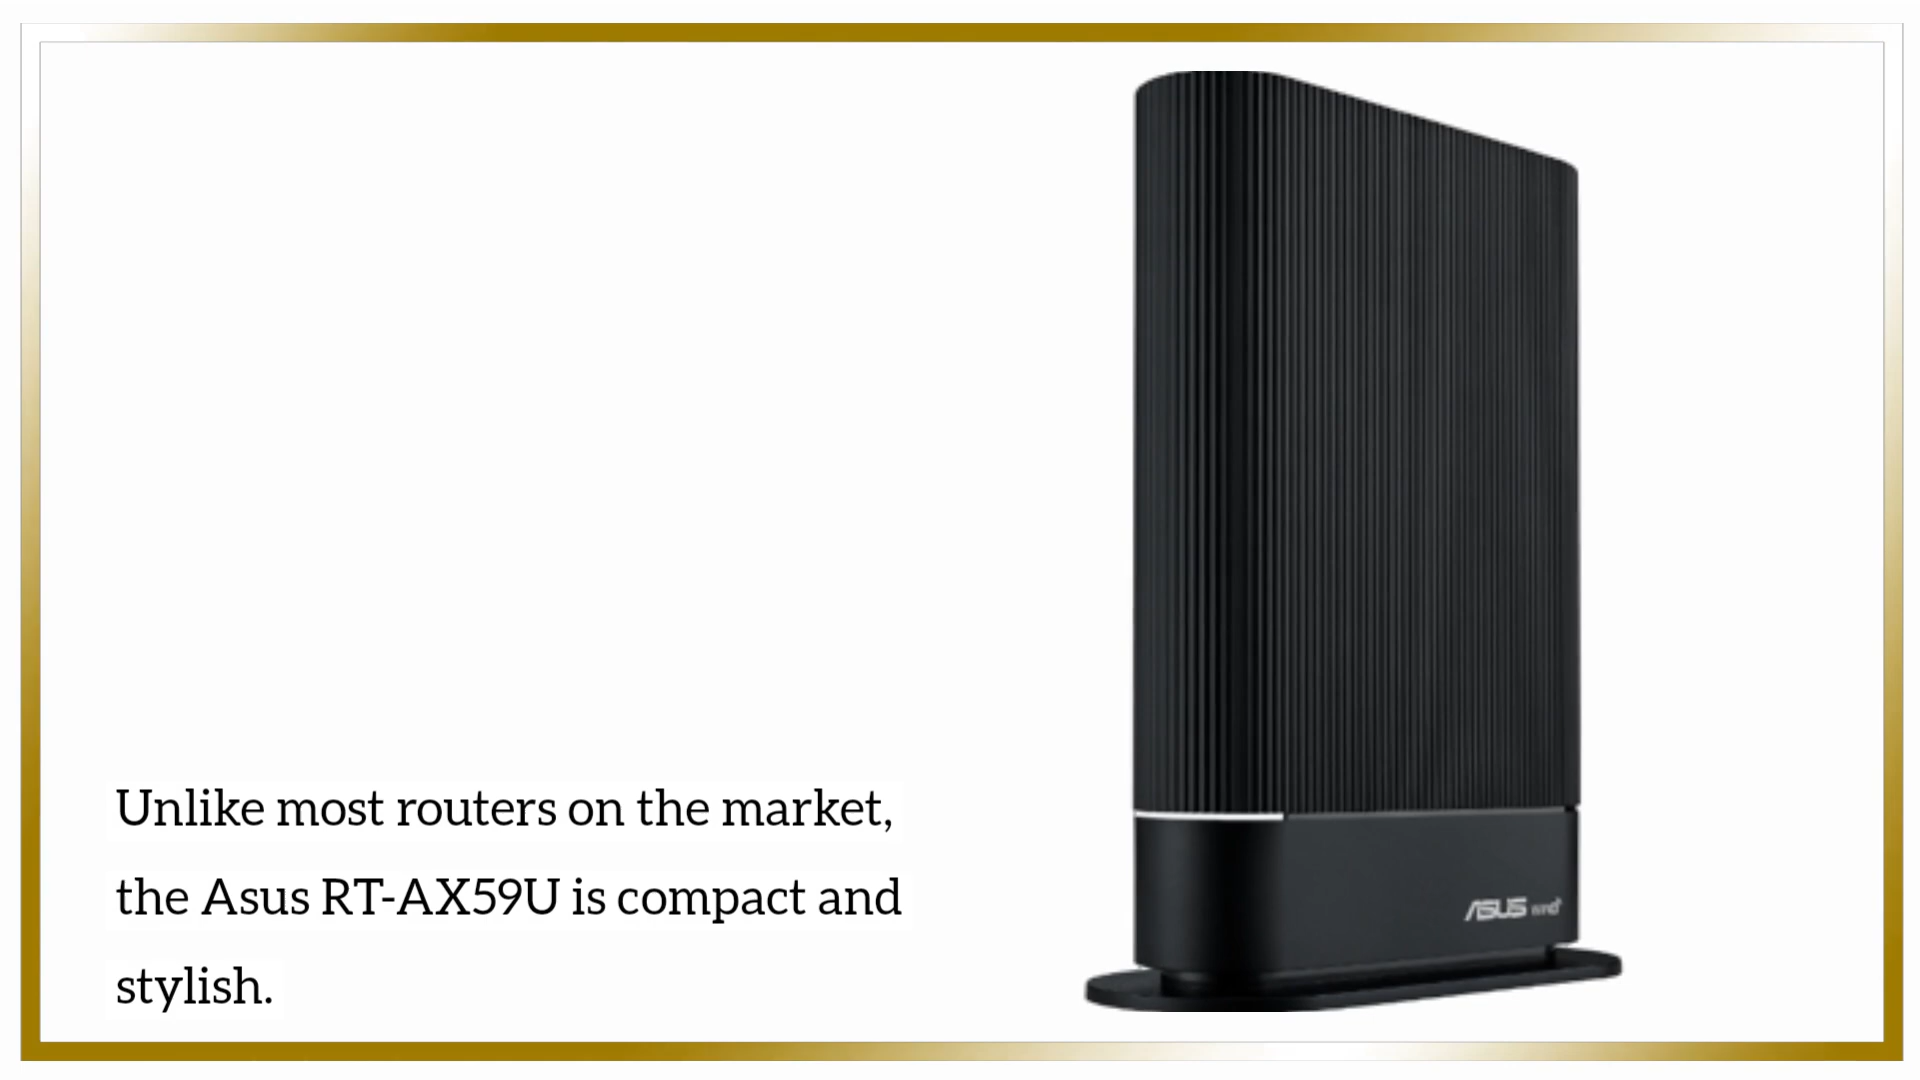 Unlike most routers on the market,
the Asus RT-AX59U is compact and
stylish.
ASUS